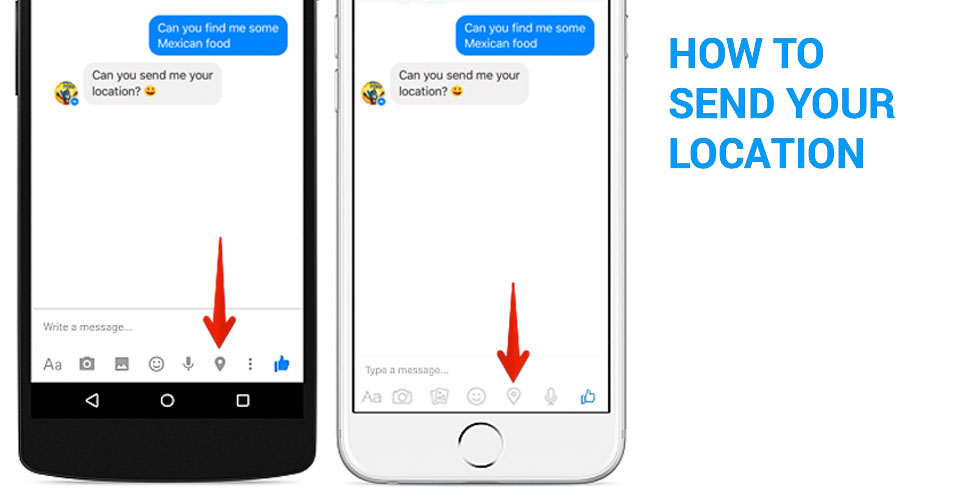 Can you find me some
Mexican food
Can you send me your
location? 😀
Write a message...
Aa
Can you find me some
Mexican food
Can you send me your
location? 😀
Type a message...
Aa
HOW TO
SEND YOUR
LOCATION